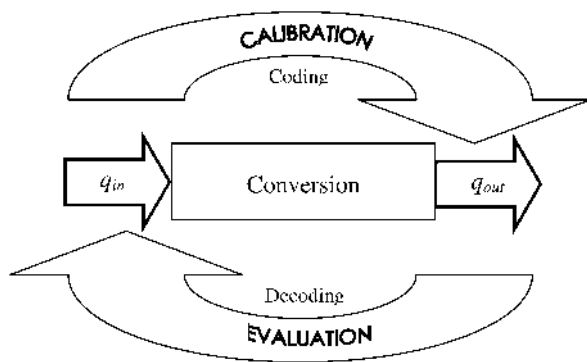 CALIBRATION
Coding
q_in
Conversion
q_out
Decoding
EVALUATION